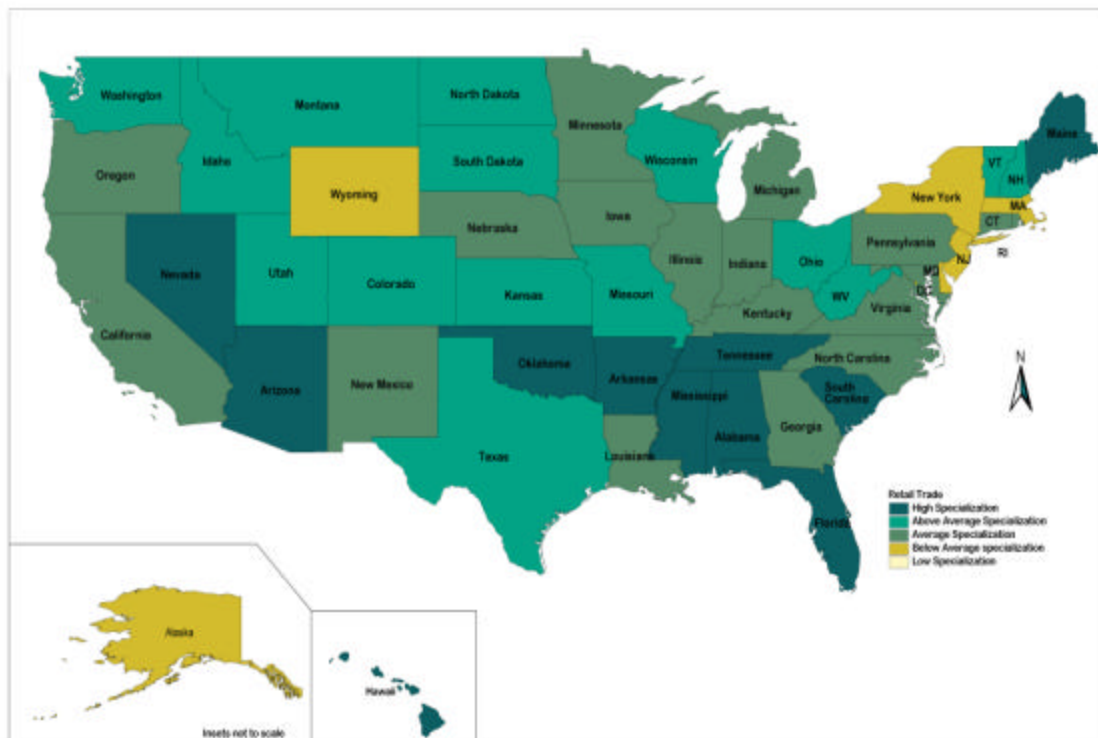 Washington
Montana
North Dakota
Minnesota
Maine
Idaho
South Dakota
Wisconsin
VT
NH
Oregon
Wyoming
Michigan
New York
MA
Nebraska
Iowa
CT
RI
Pennsylvania
NJ
Nevada
Utah
Colorado
Kansas
Missouri
Illinois
Indiana
Ohio
MD
DC
WV
Virginia
California
Kentucky
Arizona
New Mexico
Oklahoma
Arkansas
Tennessee
North Carolina
Mississippi
Alabama
Georgia
South
Carolina
N
Texas
Louisiana
Florida
Retail Trade
High Specialization
Above Average Specialization
Average Specialization
Below Average specialization
Low Specialization
Alaska
Hawaii
Insets not to scale